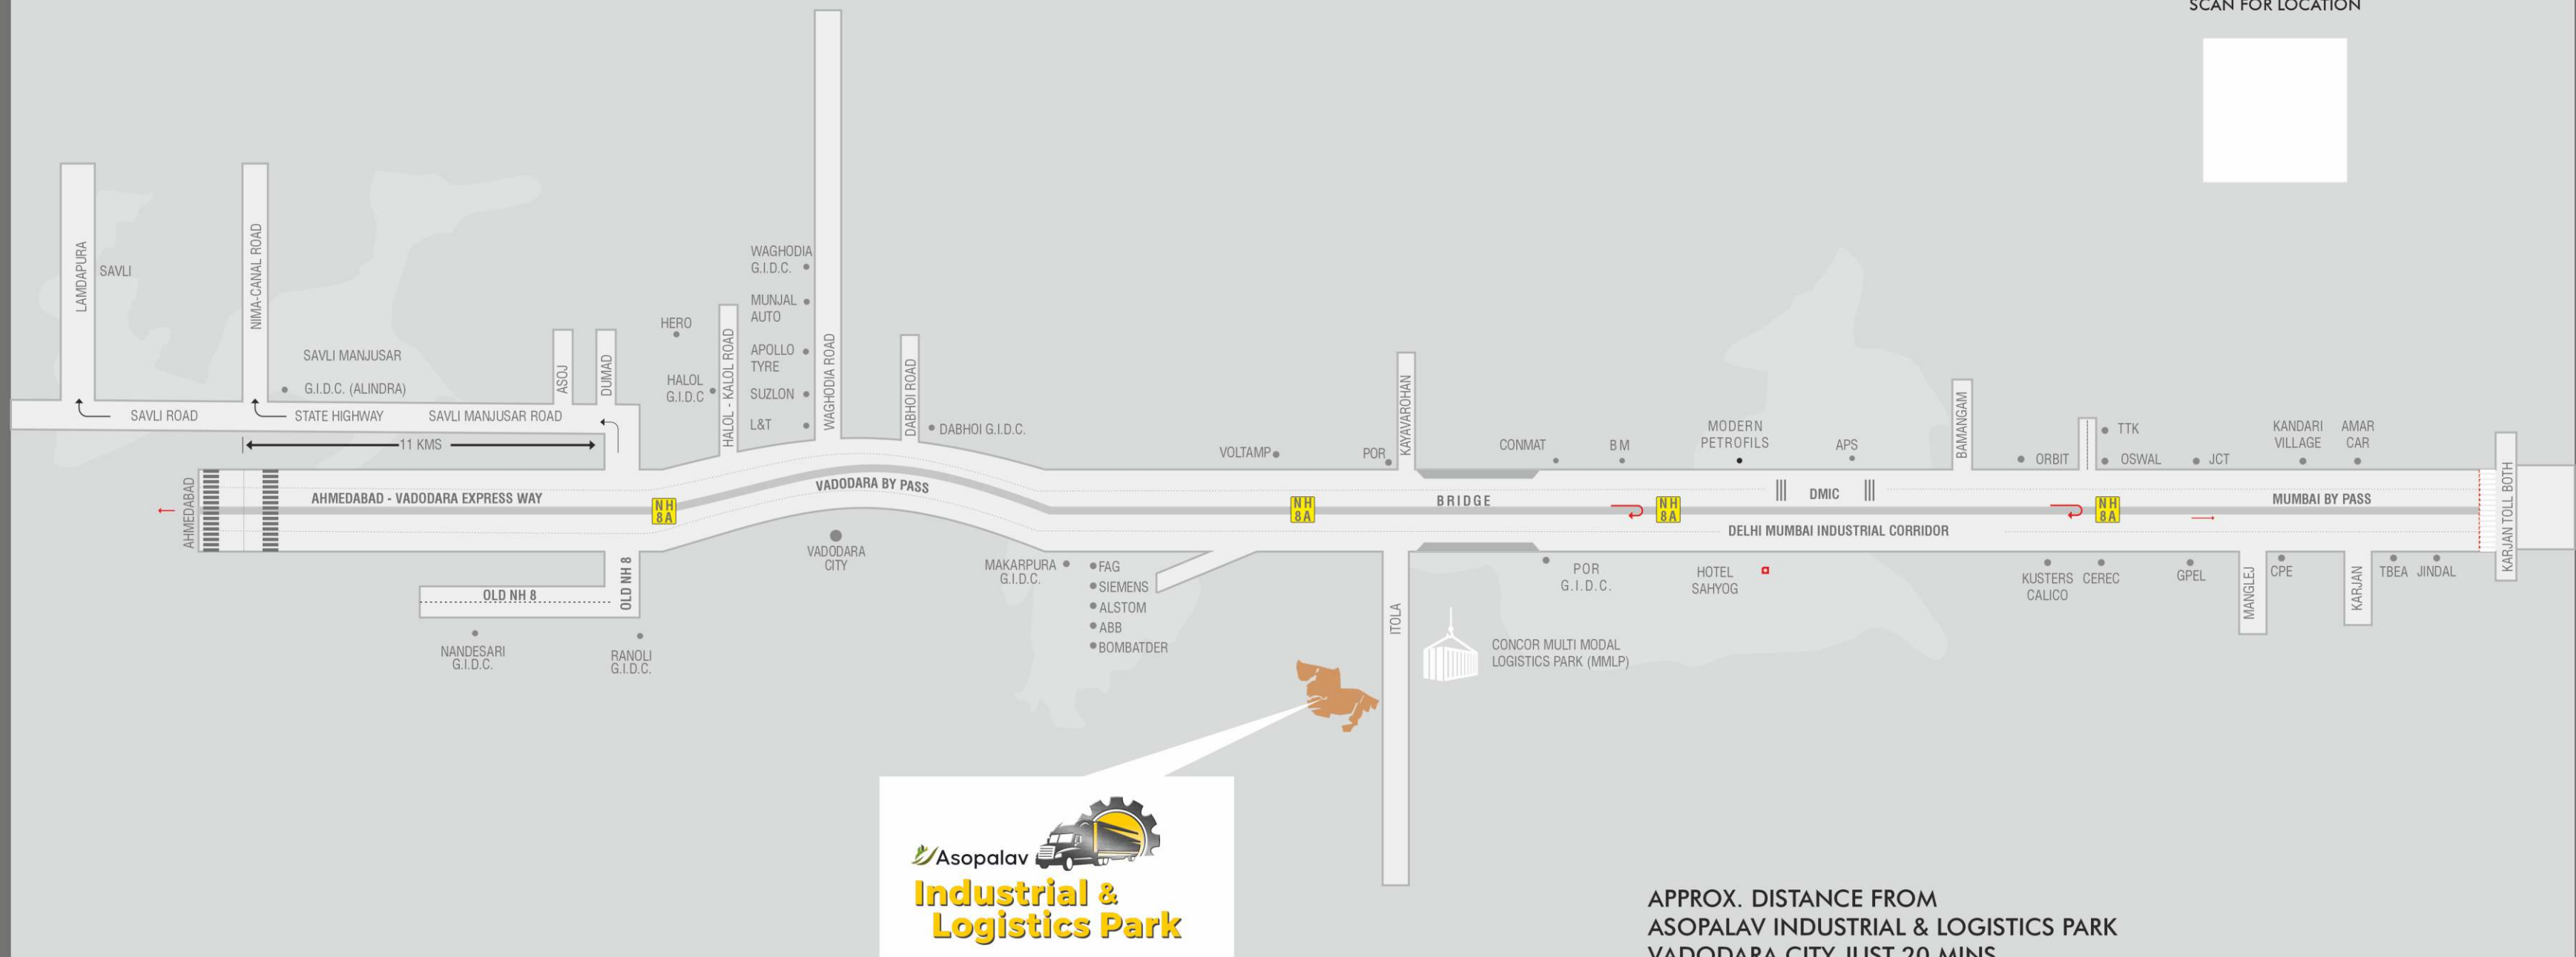 SCAN FOR LOCATION
LAMDAPURA
SAVLI
NIMA-CANAL ROAD
SAVLI MANJUSAR
G.I.D.C. (ALINDRA)
ASOJ
DUMAD
SAVLI ROAD
STATE HIGHWAY
SAVLI MANJUSAR ROAD
11 KMS
HERO
HALOL
G.I.D.C
HALOL - KALOL ROAD
WAGHODIA
G.I.D.C.
MUNJAL
AUTO
APOLLO
TYRE
SUZLON
L&T
WAGHODIA ROAD
DABHOI ROAD
DABHOI G.I.D.C.
VOLTAMP
POR
KAYAVAROHAN
CONMAT
B M
MODERN
PETROFILS
APS
BAMANGAM
ORBIT
TTK
OSWAL
JCT
KANDARI
VILLAGE
AMAR
CAR
KARJAN TOLL BOTH
AHMEDABAD
AHMEDABAD - VADODARA EXPRESS WAY
NH
8A
VADODARA BY PASS
NH
8A
BRIDGE
NH
8A
DMIC
DELHI MUMBAI INDUSTRIAL CORRIDOR
NH
8A
MUMBAI BY PASS
OLD NH 8
OLD NH 8
NANDESARI
G.I.D.C.
RANOLI
G.I.D.C.
VADODARA
CITY
MAKARPURA
G.I.D.C.
FAG
SIEMENS
ALSTOM
ABB
BOMBATDER
ITOLA
POR
G.I.D.C.
HOTEL
SAHYOG
KUSTERS
CALICO
CEREC
GPEL
MANGLEJ
CPE
KARJAN
TBEA
JINDAL
CONCOR MULTI MODAL
LOGISTICS PARK (MMLP)
Asopalav
Industrial &
Logistics Park
APPROX. DISTANCE FROM
ASOPALAV INDUSTRIAL & LOGISTICS PARK
VADODARA CITY JUST 20 MINS